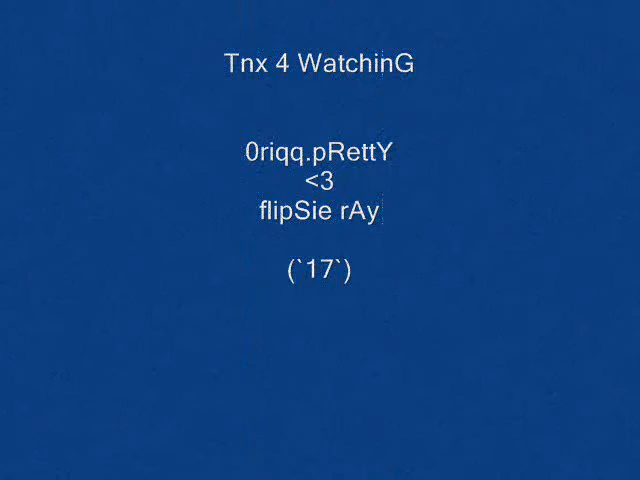 Tnx 4 WatchinG
0riqq.pRettY
<3
flipSie rAy
(`17`)